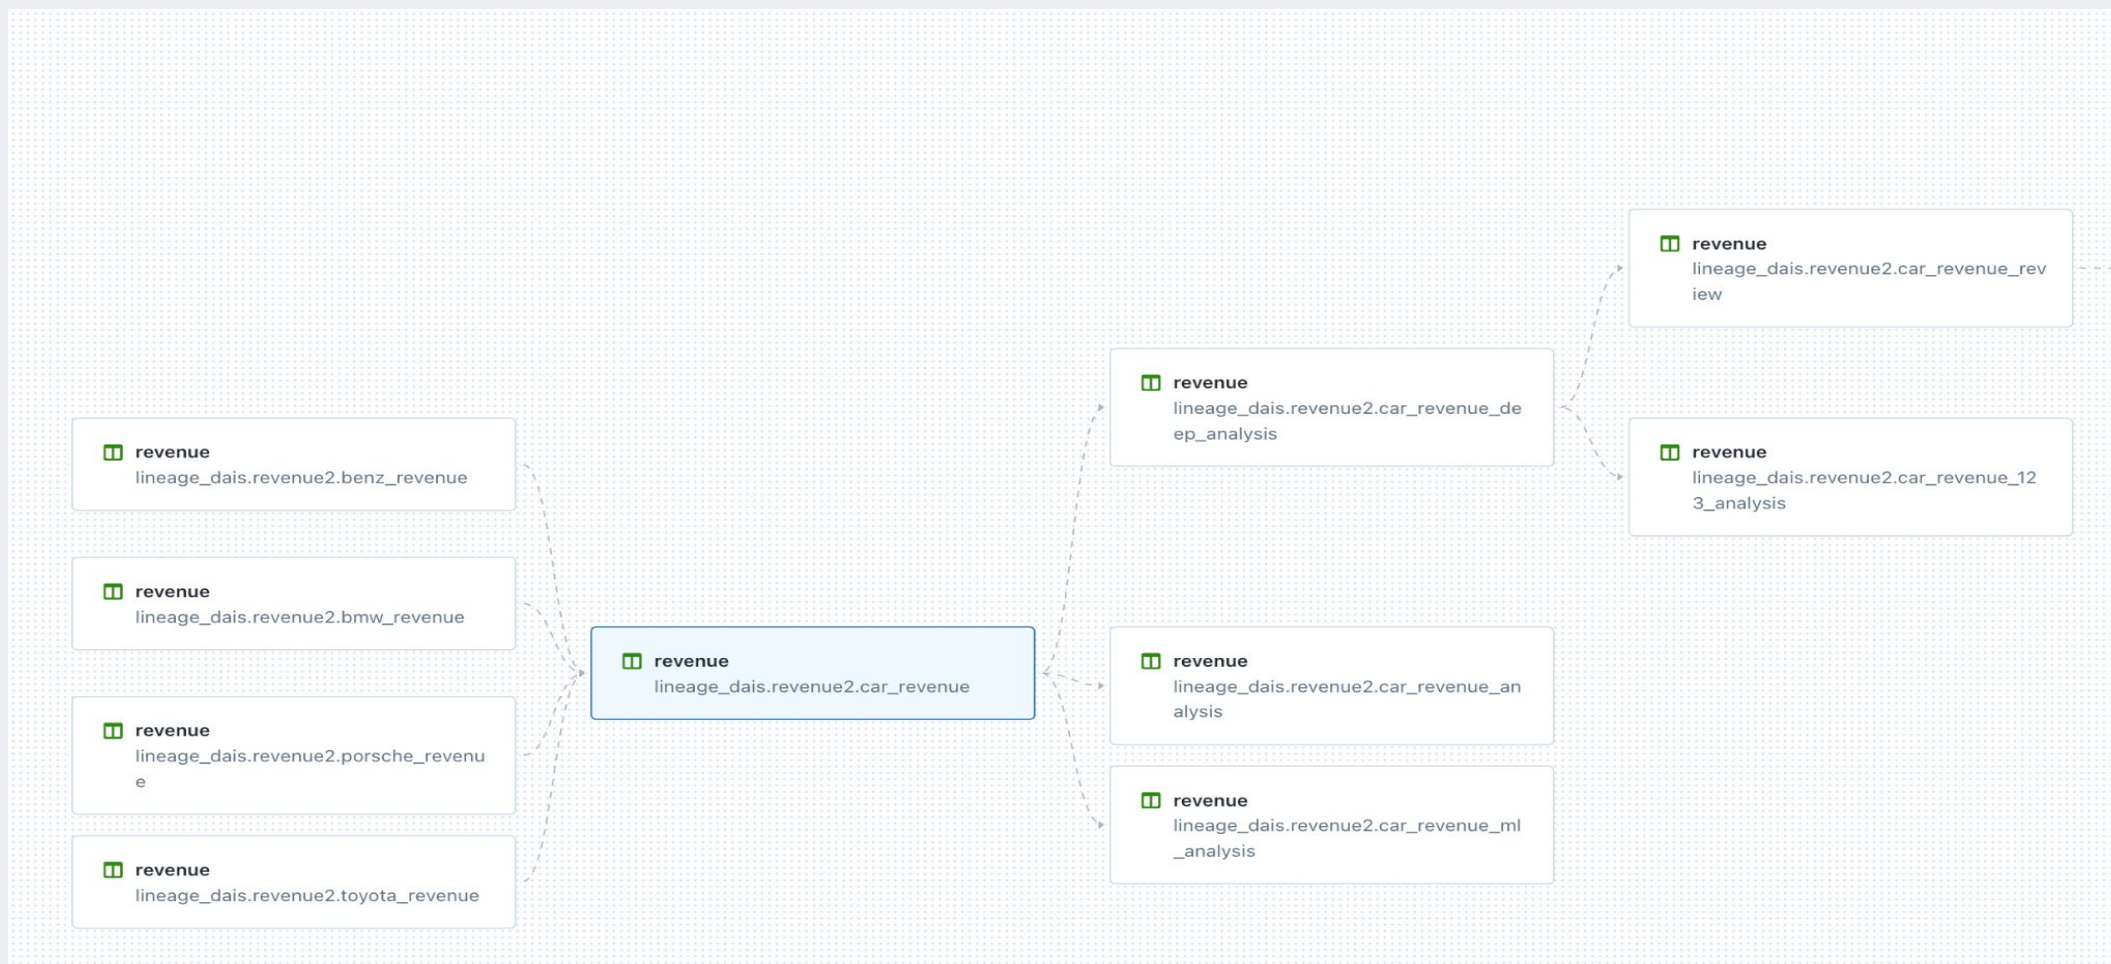 revenue
lineage_dais.revenue2.benz_revenue
revenue
lineage_dais.revenue2.bmw_revenue
revenue
lineage_dais.revenue2.porsche_revenu
e
revenue
lineage_dais.revenue2.toyota_revenue
revenue
lineage_dais.revenue2.car_revenue
revenue
lineage_dais.revenue2.car_revenue_de
ep_analysis
revenue
lineage_dais.revenue2.car_revenue_an
alysis
revenue
lineage_dais.revenue2.car_revenue_ml
_analysis
revenue
lineage_dais.revenue2.car_revenue_rev
iew
revenue
lineage_dais.revenue2.car_revenue_12
3_analysis